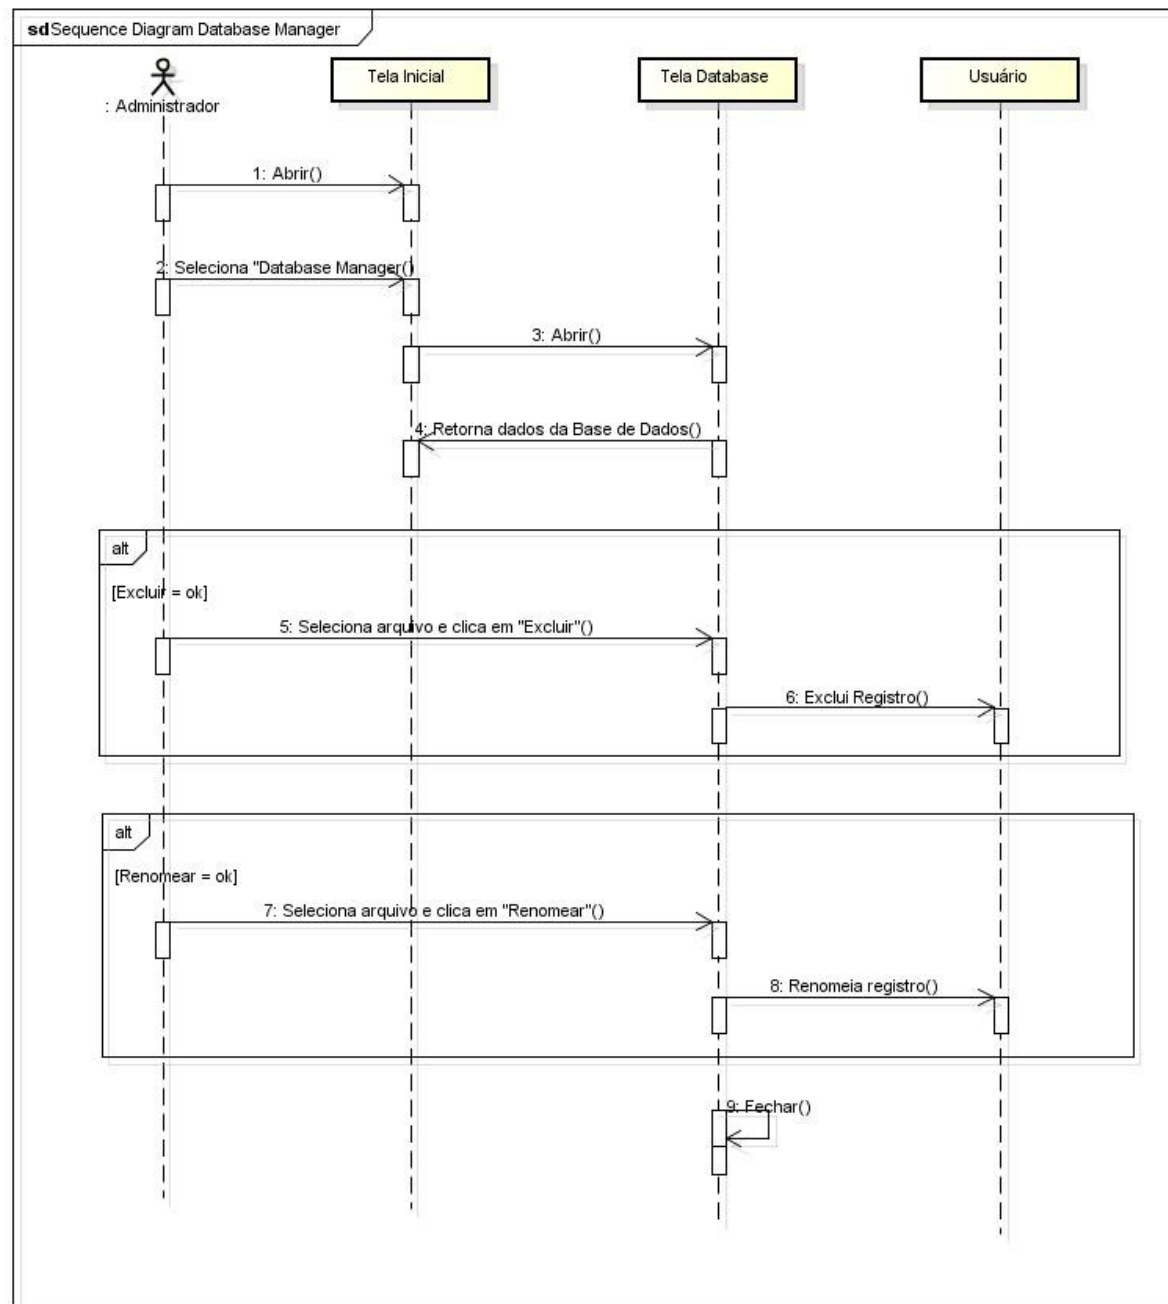 sd Sequence Diagram Database Manager
: Administrador
Tela Inicial
Tela Database
Usuário
1: Abrir()
2: Seleciona "Database Manager()
3: Abrir()
4: Retorna dados da Base de Dados()
alt
[Excluir = ok]
5: Seleciona arquivo e clica em "Excluir"()
6: Exclui Registro()
alt
[Renomear = ok]
7: Seleciona arquivo e clica em "Renomear"()
8: Renomeia registro()
9: Fechar()